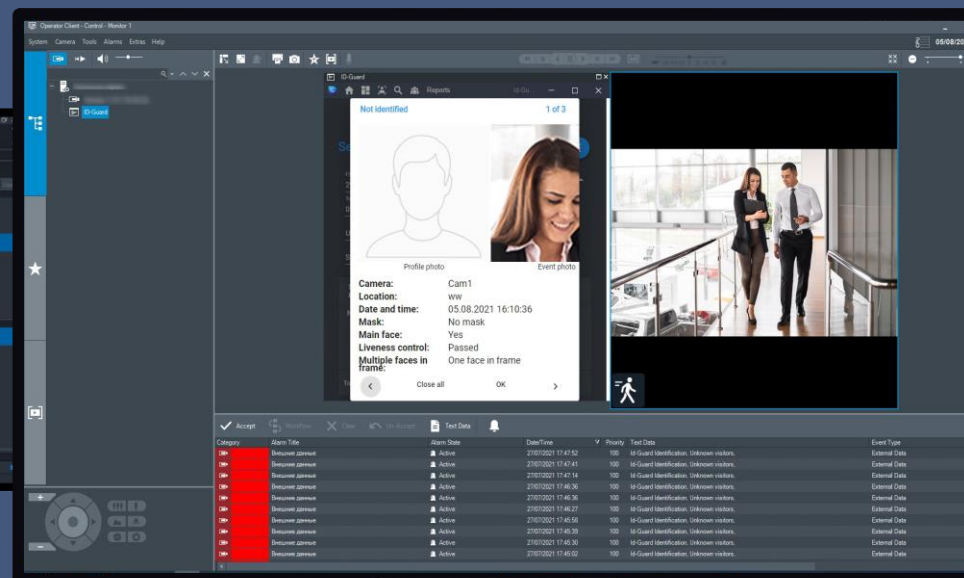 Operator Client - Control - Monitor 1
System Camera Tools Alarms Extras Help
05/08/20
ID-Guard
ID-Guard
Reports
Id-Gu
Not identified
1 of 3
Profile photo
Event photo
Camera: Cam1
Location: ww
Date and time: 05.08.2021 16:10:36
Mask: No mask
Main face: Yes
Liveness control: Passed
Multiple faces in frame: One face in frame
Close all OK
Accept Workflow Clear Un-Accept Text Data
Category Alarm Title Alarm State Date/Time Priority Text Data Event Type
Внешние данные Active 27/07/2021 17:47:52 100 Id-Guard Identification. Unknown visitors. External Data
Внешние данные Active 27/07/2021 17:47:41 100 Id-Guard Identification. Unknown visitors. External Data
Внешние данные Active 27/07/2021 17:47:14 100 Id-Guard Identification. Unknown visitors. External Data
Внешние данные Active 27/07/2021 17:46:36 100 Id-Guard Identification. Unknown visitors. External Data
Внешние данные Active 27/07/2021 17:46:36 100 Id-Guard Identification. Unknown visitors. External Data
Внешние данные Active 27/07/2021 17:46:27 100 Id-Guard Identification. Unknown visitors. External Data
Внешние данные Active 27/07/2021 17:45:56 100 Id-Guard Identification. Unknown visitors. External Data
Внешние данные Active 27/07/2021 17:45:39 100 Id-Guard Identification. Unknown visitors. External Data
Внешние данные Active 27/07/2021 17:45:30 100 Id-Guard Identification. Unknown visitors. External Data
Внешние данные Active 27/07/2021 17:45:02 100 Id-Guard Identification. Unknown visitors. External Data